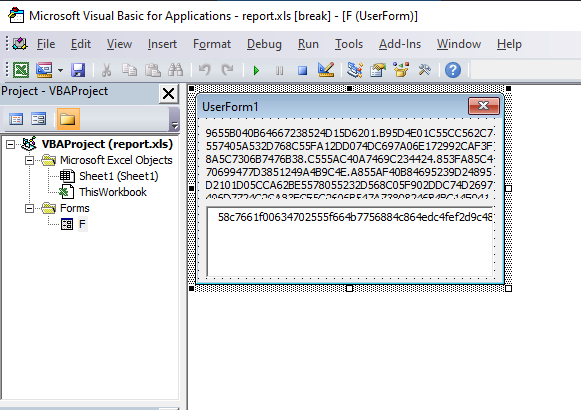 Microsoft Visual Basic for Applications - report.xls [break] - [F (UserForm)]
File Edit View Insert Format Debug Run Tools Add-Ins Window Help
Project - VBAProject
VBAProject (report.xls)
Microsoft Excel Objects
Sheet1 (Sheet1)
ThisWorkbook
Forms
F
UserForm1
9655B040B64667238524D15D6201.B95D4E01C55CC562C7
557405A532D768C55FA12DD074DC697A06E172992CAF3F
8A5C7306B7476B38.C555AC40A7469C234424.853FA85C4
70699477D3851249A4B9C4E.A855AF40B84695239D24895
D2101D05CCA62BE5578055232D568C05F902DDC74D2697
58c7661f00634702555f664b7756884c864edc4fef2d9c48